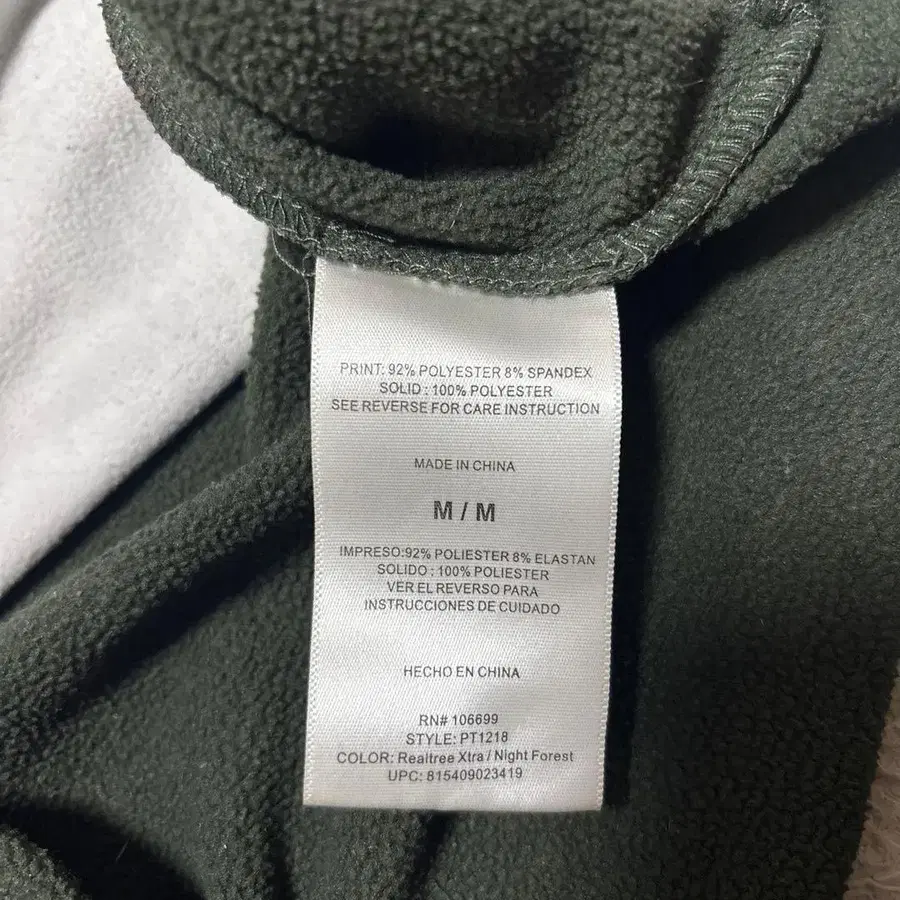 PRINT: 92% POLYESTER 8% SPANDEX
SOLID : 100% POLYESTER
SEE REVERSE FOR CARE INSTRUCTION
MADE IN CHINA
M / M
IMPRESO:92% POLIESTER 8% ELASTAN
SOLIDO : 100% POLIESTER
VER EL REVERSO PARA
INSTRUCCIONES DE CUIDADO
HECHO EN CHINA
RN# 106699
STYLE: PT1218
COLOR: Realtree Xtra / Night Forest
UPC: 815409023419